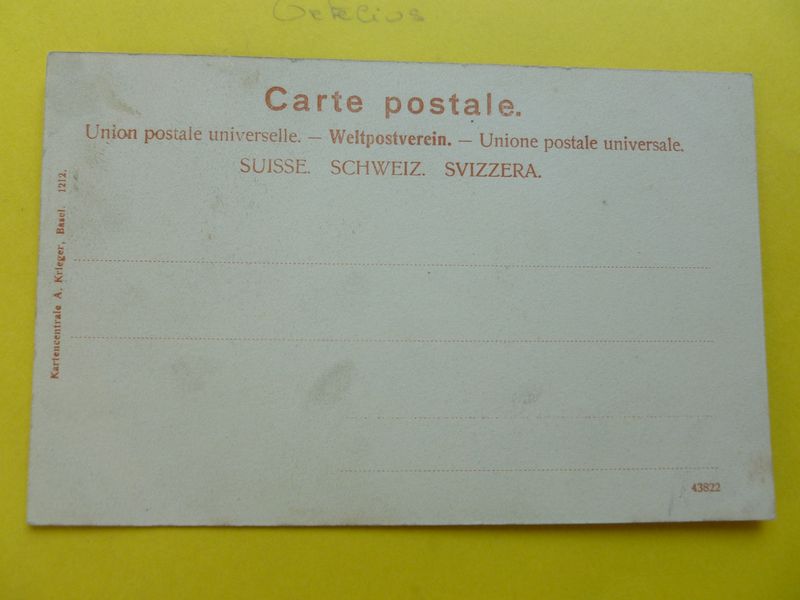 Carte postale.
Union postale universelle. — Weltpostverein. — Unione postale universale.
SUISSE. SCHWEIZ. SVIZZERA.
Kartencentrale A. Krieger, Basel. 1212.
43822